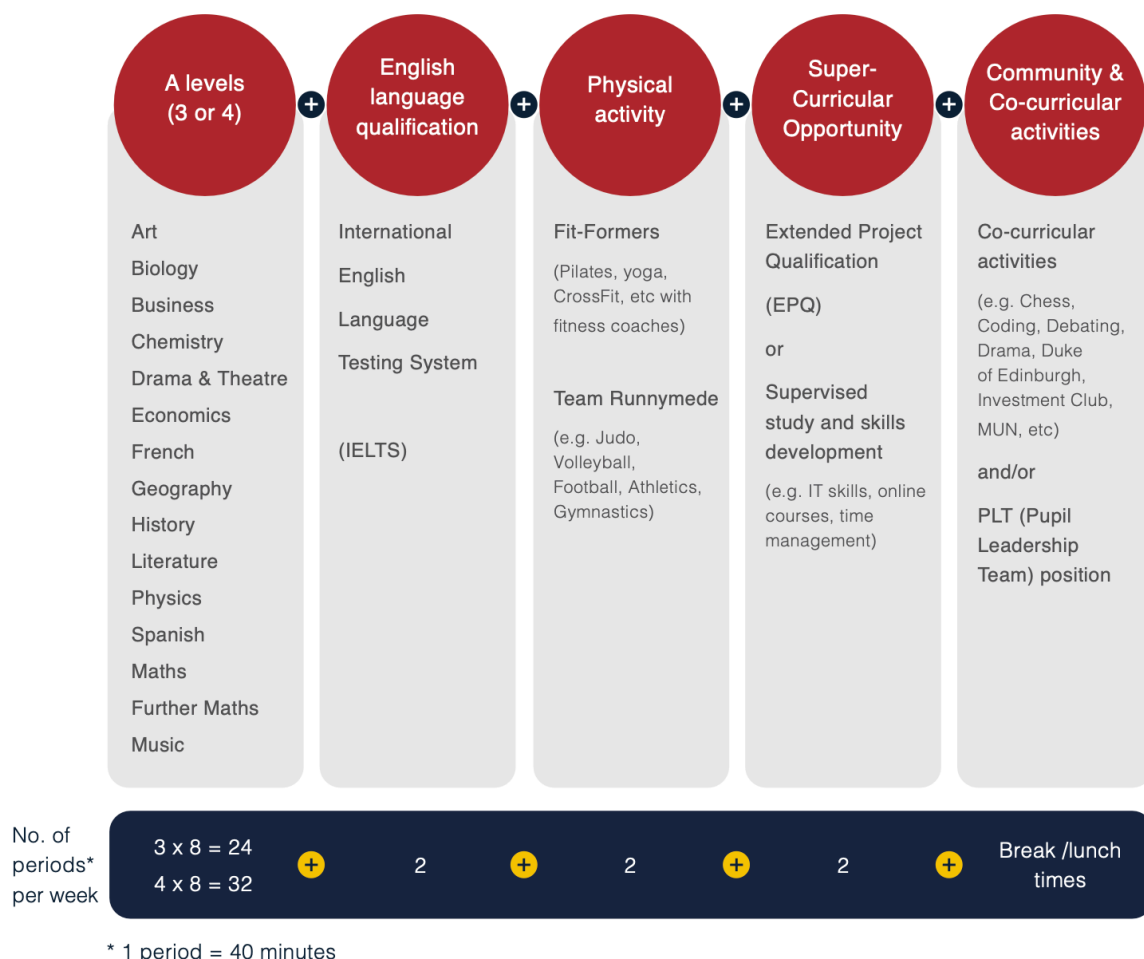 A levels
(3 or 4)
English
language
qualification
Physical
activity
Super-
Curricular
Opportunity
Community &
Co-curricular
activities
Art
Biology
Business
Chemistry
Drama & Theatre
Economics
French
Geography
History
Literature
Physics
Spanish
Maths
Further Maths
Music
International
English
Language
Testing System
(IELTS)
Fit-Formers
(Pilates, yoga,
CrossFit, etc with
fitness coaches)
Team Runnymede
(e.g. Judo,
Volleyball,
Football, Athletics,
Gymnastics)
Extended Project
Qualification
(EPQ)
or
Supervised
study and skills
development
(e.g. IT skills, online
courses, time
management)
Co-curricular
activities
(e.g. Chess,
Coding, Debating,
Drama, Duke
of Edinburgh,
Investment Club,
MUN, etc)
and/or
PLT (Pupil
Leadership
Team) position
No. of
periods*
per week
3 x 8 = 24
4 x 8 = 32
+
2
+
2
+
2
+
Break /lunch
times
* 1 period = 40 minutes